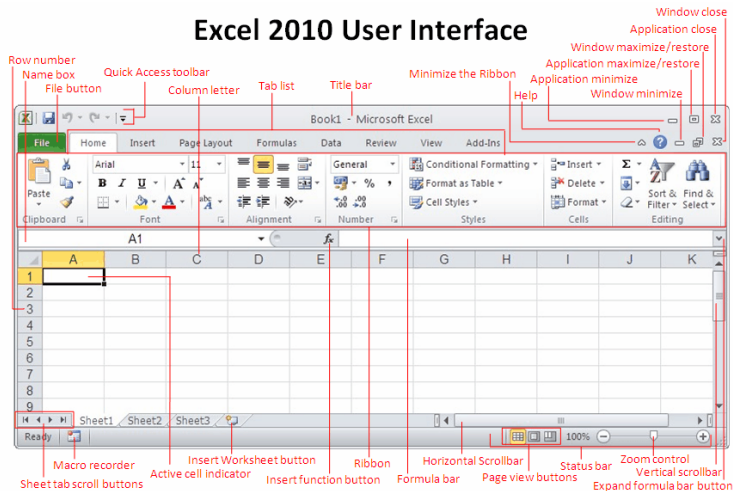 Excel 2010 User Interface
Window close
Application close
Window maximize/restore
Application maximize/restore
Application minimize
Window minimize
Row number
Name box
File button
Quick Access toolbar
Column letter
Tab list
Title bar
Minimize the Ribbon
Help
Book1 - Microsoft Excel
File Home Insert Page Layout Formulas Data Review View Add-Ins
Arial 11 General Conditional Formatting Insert Σ
Paste B I U A A % , Format as Table Delete Sort & Find &
A abc Cell Styles Format Filter Select
Clipboard Font Alignment Number Styles Cells Editing
A1 fx
A B C D E F G H I J K
1
2
3
4
5
6
7
8
9
Sheet1 Sheet2 Sheet3
Ready 100%
Macro recorder
Sheet tab scroll buttons
Active cell indicator
Insert Worksheet button
Insert function button
Ribbon
Formula bar
Horizontal Scrollbar
Page view buttons
Status bar
Zoom control
Vertical scrollbar
Expand formula bar button